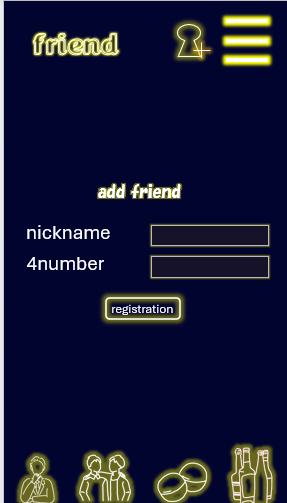 friend
add friend
nickname
4number
registration